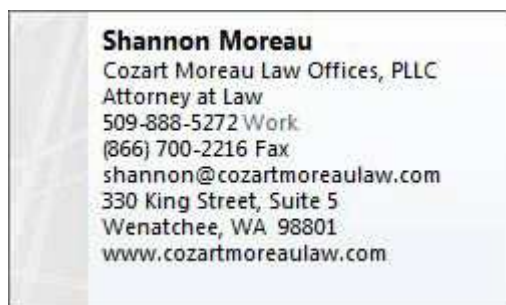 Shannon Moreau
Cozart Moreau Law Offices, PLLC
Attorney at Law
509-888-5272 Work
(866) 700-2216 Fax
shannon@cozartmoreaulaw.com
330 King Street, Suite 5
Wenatchee, WA  98801
www.cozartmoreaulaw.com